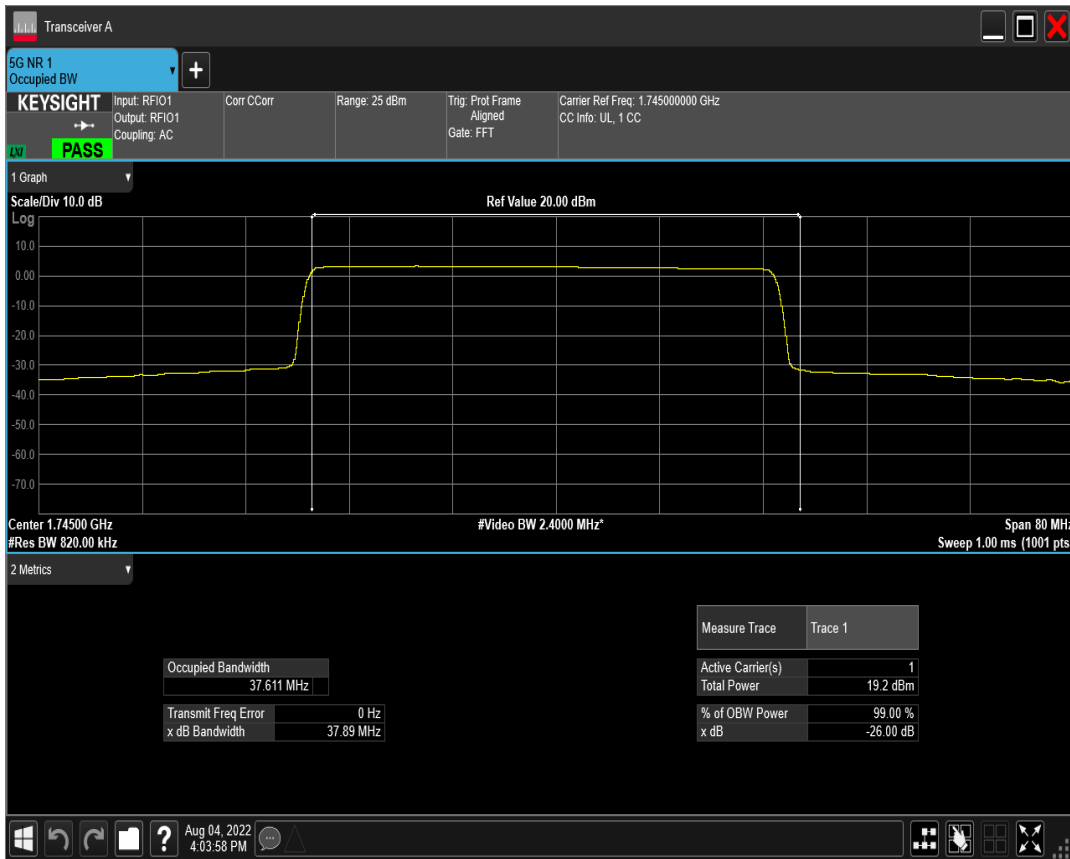 Transceiver A
5G NR 1
Occupied BW
KEYSIGHT
LXI
PASS
Input: RFIO1
Output: RFIO1
Coupling: AC
Corr CCorr
Range: 25 dBm
Trig: Prot Frame
Aligned
Gate: FFT
Carrier Ref Freq: 1.745000000 GHz
CC Info: UL, 1 CC
1 Graph
Scale/Div 10.0 dB
Ref Value 20.00 dBm
Log
10.0
0.00
-10.0
-20.0
-30.0
-40.0
-50.0
-60.0
-70.0
Center 1.74500 GHz
#Video BW 2.4000 MHz*
Span 80 MHz
#Res BW 820.00 kHz
Sweep 1.00 ms (1001 pts
2 Metrics
Measure Trace Trace 1
Occupied Bandwidth
37.611 MHz
Active Carrier(s) 1
Total Power 19.2 dBm
Transmit Freq Error 0 Hz
x dB Bandwidth 37.89 MHz
% of OBW Power 99.00 %
x dB -26.00 dB
?
Aug 04, 2022
4:03:58 PM